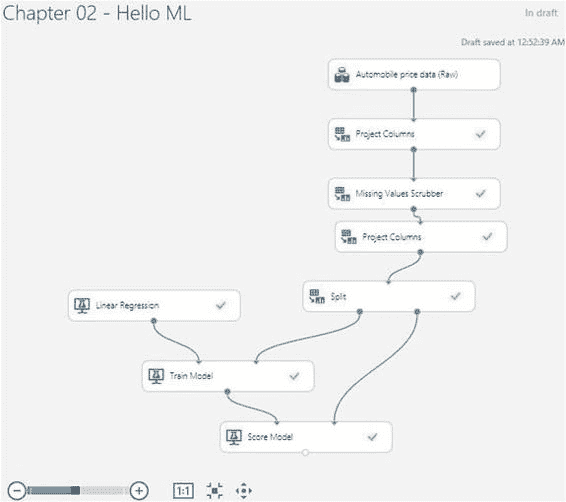 Chapter 02 - Hello ML
In draft
Draft saved at 12:52:39 AM
Automobile price data (Raw)
Project Columns
Missing Values Scrubber
Project Columns
Split
Linear Regression
Train Model
Score Model
1:1